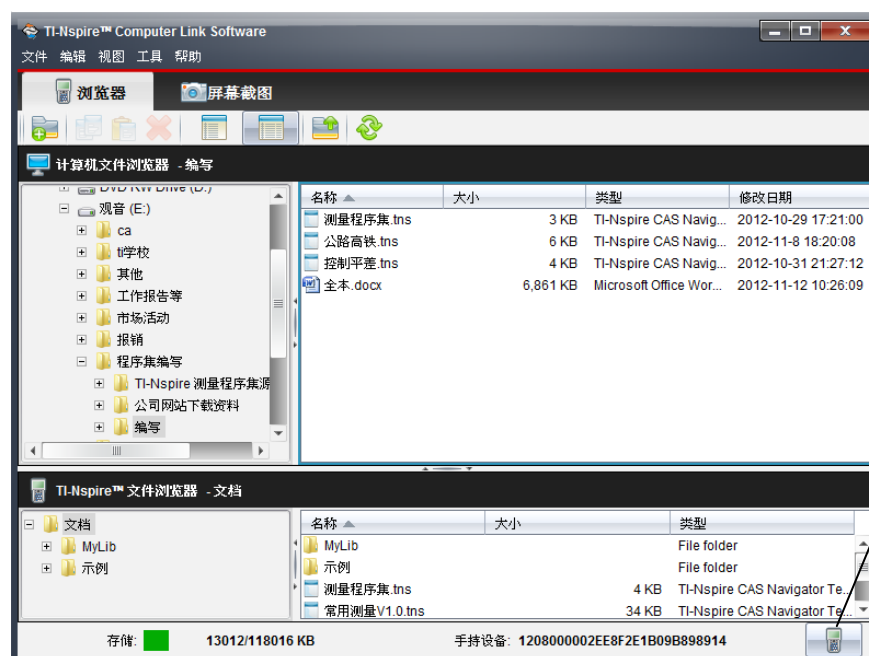 TI-Nspire™ Computer Link Software
文件 编辑 视图 工具 帮助
浏览器 屏幕截图
计算机文件浏览器 - 编写
DVD RW Drive (D:)
观音 (E:)
ca
ti学校
其他
工作报告等
市场活动
报销
程序集编写
TI-Nspire 测量程序集源
公司网站下载资料
编写
名称 大小 类型 修改日期
测量程序集.tns 3 KB TI-Nspire CAS Navig... 2012-10-29 17:21:00
公路高铁.tns 6 KB TI-Nspire CAS Navig... 2012-11-8 18:20:08
控制平差.tns 4 KB TI-Nspire CAS Navig... 2012-10-31 21:27:12
全本.docx 6,861 KB Microsoft Office Wor... 2012-11-12 10:26:09
TI-Nspire™ 文件浏览器 - 文档
文档
MyLib
示例
名称 大小 类型
MyLib File folder
示例 File folder
测量程序集.tns 4 KB TI-Nspire CAS Navigator Te...
常用测量V1.0.tns 34 KB TI-Nspire CAS Navigator Te...
存储: 13012/118016 KB 手持设备: 1208000002EE8F2E1B09B898914